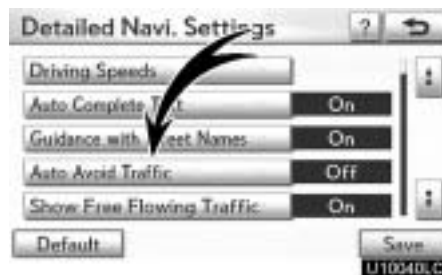 Detailed Navi. Settings ?
Driving Speeds
Auto Complete On
Guidance with Names On
Auto Avoid Traffic Off
Show Free Flowing Traffic On
Default Save